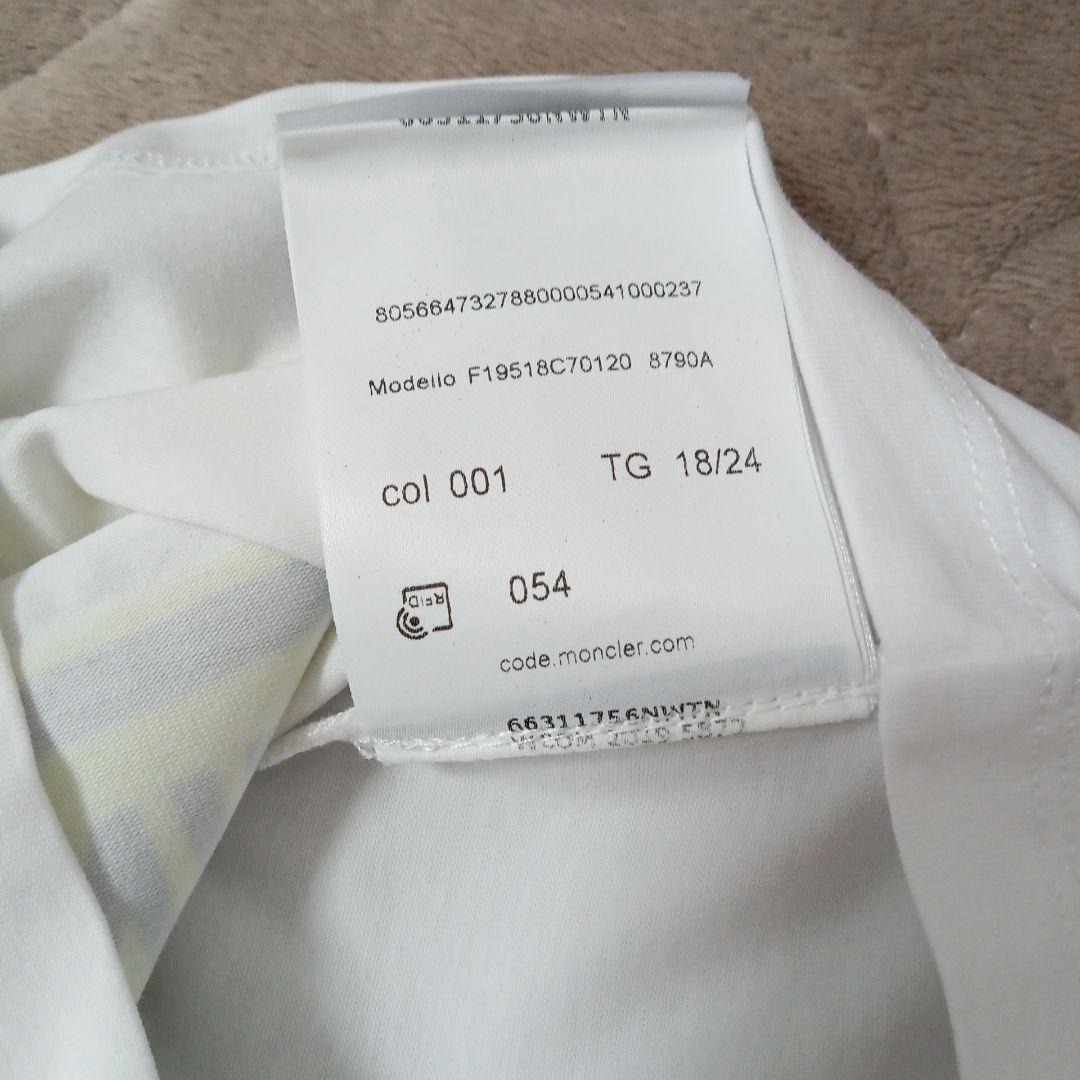 8056647327880000541000237
Modello F19518C70120 8790A
col 001 TG 18/24
RFID 054
code.moncler.com
66311756NWTN